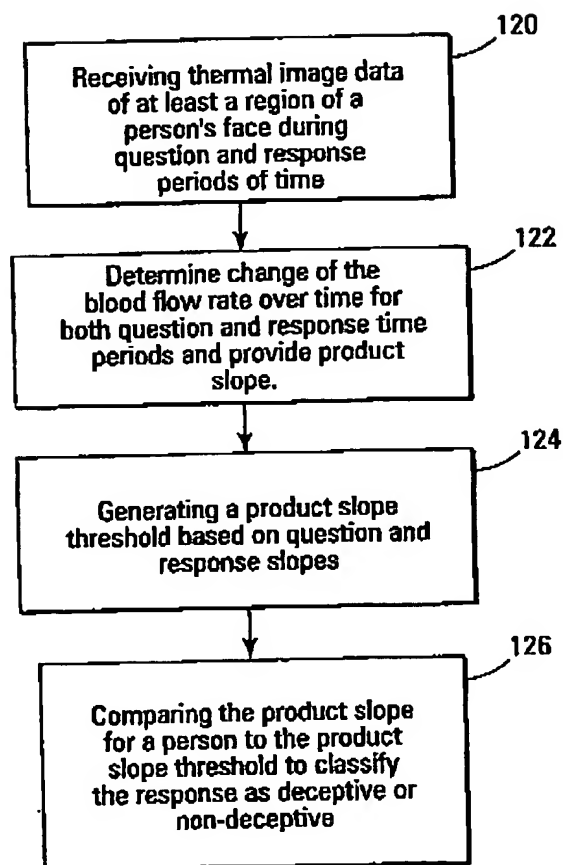 120
Receiving thermal image data
of at least a region of a
person's face during
question and response
periods of time
122
Determine change of the
blood flow rate over time for
both question and response time
periods and provide product
slope.
124
Generating a product slope
threshold based on question and
response slopes
126
Comparing the product slope
for a person to the product
slope threshold to classify
the response as deceptive or
non-deceptive